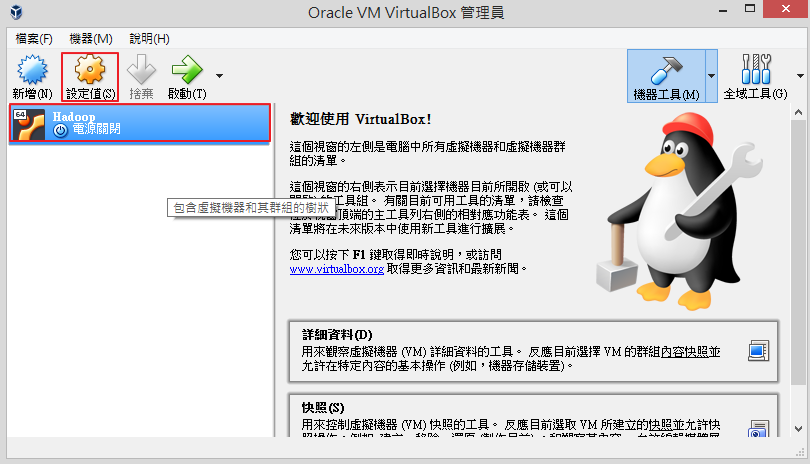 Oracle VM VirtualBox 管理員
檔案(F) 機器(M) 說明(H)
新增(N) 設定值(S) 捨棄 啟動(T) 機器工具(M) 全域工具(G)
64 Hadoop
電源關閉
歡迎使用 VirtualBox!
這個視窗的左側是電腦中所有虛擬機器和虛擬機器群
組的清單。
這個視窗的右側表示目前選擇機器目前所開啟 (或可以
的工具組。 有關目前可用工具的清單，請檢查
視窗頂端的主工具列右側的相對應功能表。 這個
清單將在未來版本中使用新工具進行擴展。
包含虛擬機器和其群組的樹狀
您可以按下 F1 鍵取得即時說明，或訪問
www.virtualbox.org 取得更多資訊和最新新聞。
詳細資料(D)
用來觀察虛擬機器 (VM) 詳細資料的工具。 反應目前選擇 VM 的群組內容快照並
允許在特定內容的基本操作 (例如，機器存儲裝置)。
快照(S)
用來控制虛擬機器 (VM) 快照的工具。 反應目前選取 VM 所建立的快照並允許快